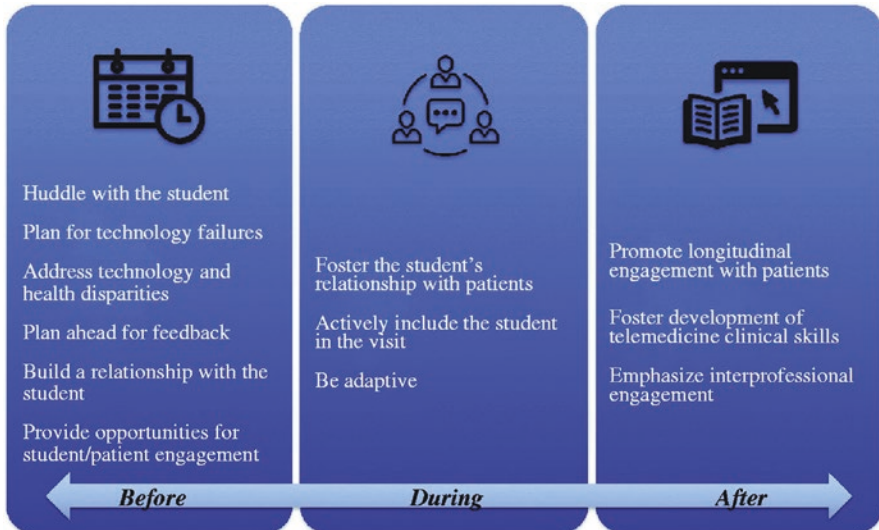 Huddle with the student
Plan for technology failures
Address technology and
health disparities
Plan ahead for feedback
Build a relationship with the
student
Provide opportunities for
student/patient engagement
Before
Foster the student's
relationship with patients
Actively include the student
in the visit
Be adaptive
During
Promote longitudinal
engagement with patients
Foster development of
telemedicine clinical skills
Emphasize interprofessional
engagement
After